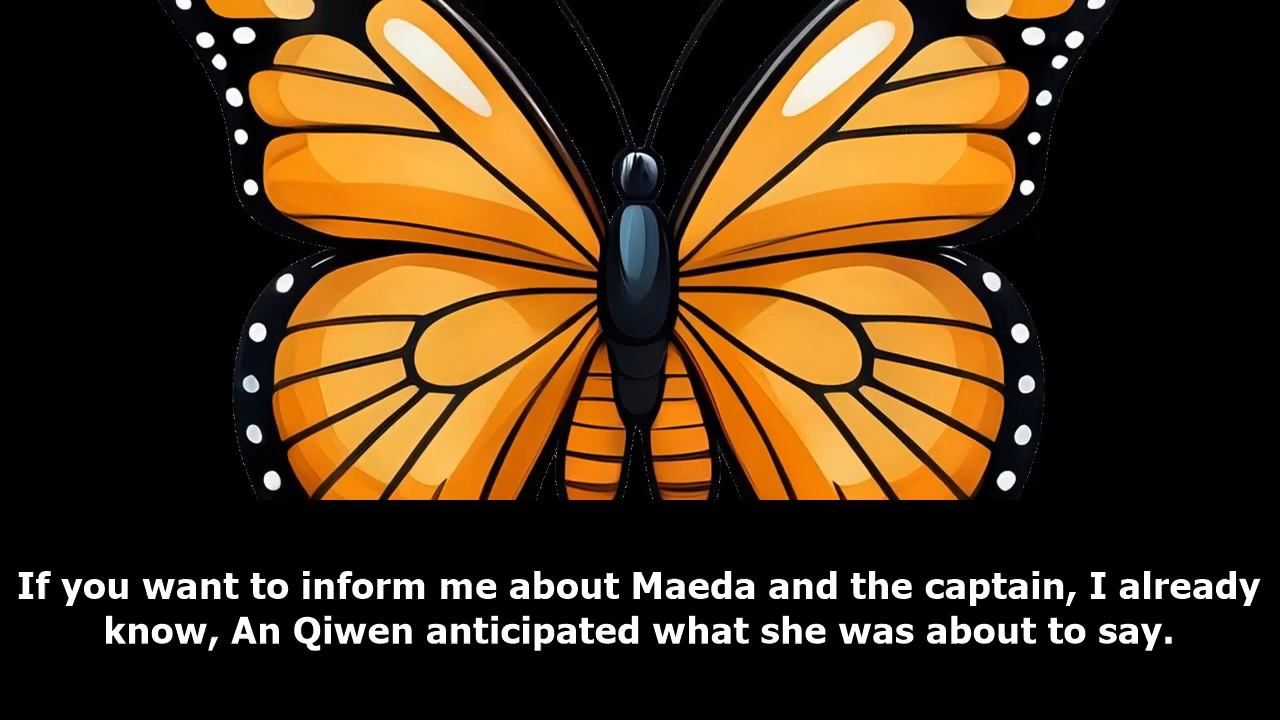 If you want to inform me about Maeda and the captain, I already
know, An Qiwen anticipated what she was about to say.